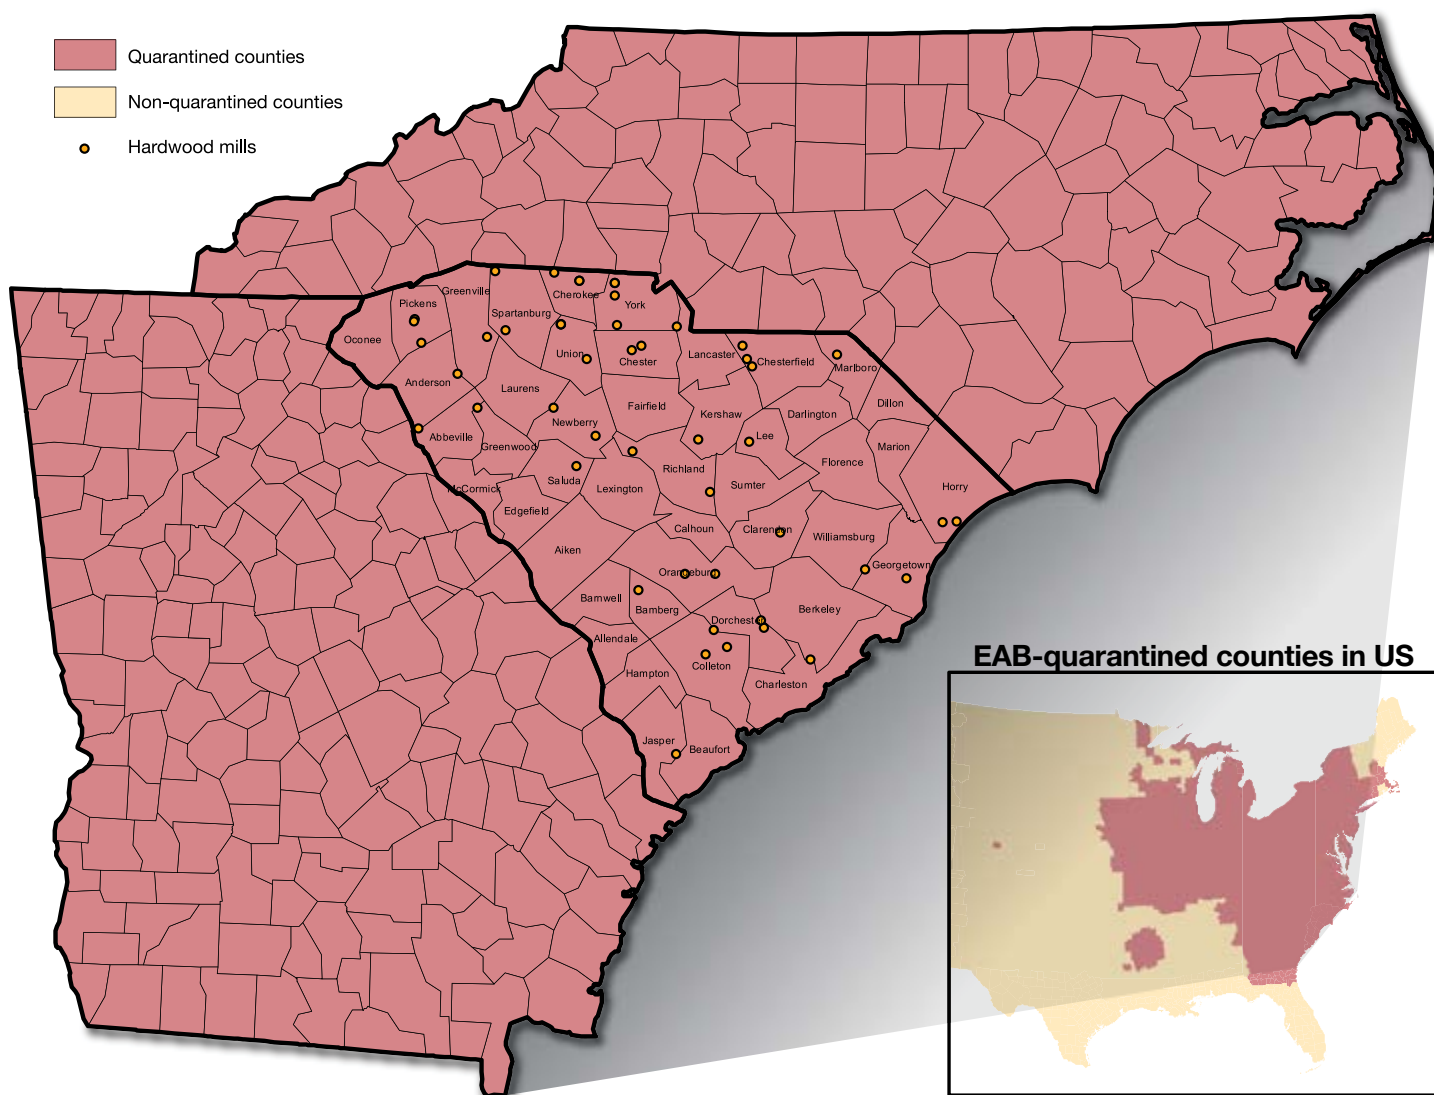 Quarantined counties
Non-quarantined counties
Hardwood mills
Greenville
Pickens
Cherokee
York
Spartanburg
Oconee
Union
Chester
Lancaster
Chesterfield
Marlboro
Anderson
Laurens
Fairfield
Kershaw
Darlington
Dillon
Newberry
Abbeville
Greenwood
Lee
Marion
Florence
Richland
Saluda
Lexington
Sumter
Horry
McCormick
Edgefield
Calhoun
Clarendon
Williamsburg
Aiken
Orangeburg
Georgetown
Barnwell
Bamberg
Berkeley
Dorchester
Allendale
Hampton
Colleton
Charleston
Jasper
Beaufort
EAB-quarantined counties in US